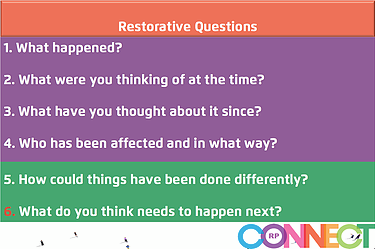 Restorative Questions
1. What happened?
2. What were you thinking of at the time?
3. What have you thought about it since?
4. Who has been affected and in what way?
5. How could things have been done differently?
6. What do you think needs to happen next?
RP
CONNECT